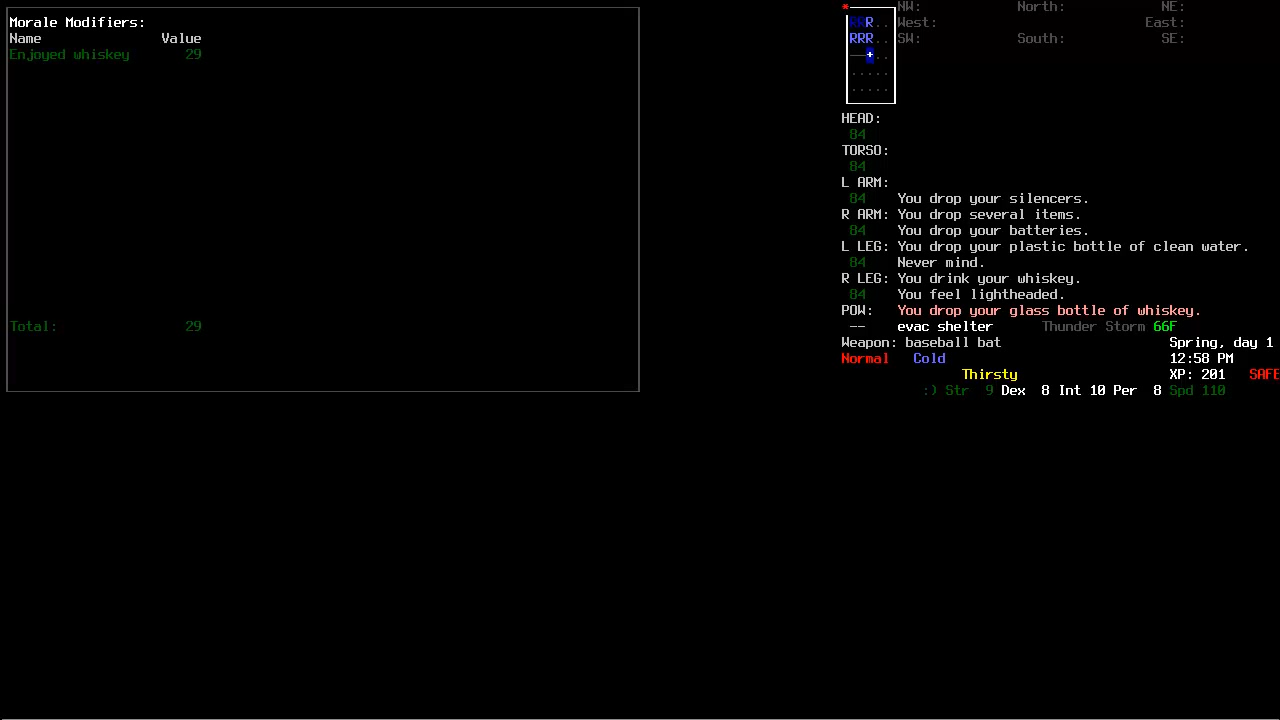 Morale Modifiers:
Name Value
Enjoyed whiskey 29
Total: 29
* NW: North: NE:
RRR..
West: East:
RRR.. SW: South: SE:
—+..
.....
.....
HEAD:
84
TORSO:
84
L ARM:
84 You drop your silencers.
R ARM: You drop several items.
84 You drop your batteries.
L LEG: You drop your plastic bottle of clean water.
84 Never mind.
R LEG: You drink your whiskey.
84 You feel lightheaded.
POW: You drop your glass bottle of whiskey.
-- evac shelter Thunder Storm 66F
Weapon: baseball bat Spring, day 1
Normal Cold 12:58 PM
Thirsty XP: 201 SAFE
:) Str 9 Dex 8 Int 10 Per 8 Spd 110